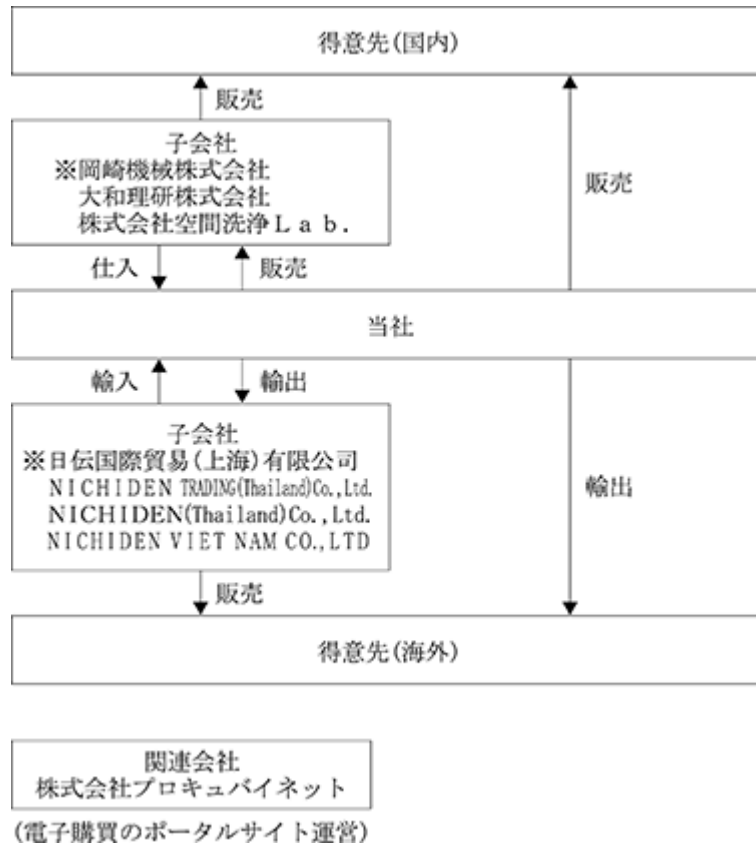 得意先(国内)
販売
子会社
※岡崎機械株式会社
大和理研株式会社
株式会社空間洗浄Ｌａｂ．
販売
仕入
販売
当社
輸入
輸出
子会社
※日伝国際貿易(上海)有限公司
NICHIDEN TRADING(Thailand)Co.,Ltd.
NICHIDEN(Thailand)Co.,Ltd.
NICHIDEN VIET NAM CO.,LTD
輸出
販売
得意先(海外)
関連会社
株式会社プロキュバイネット
(電子購買のポータルサイト運営)